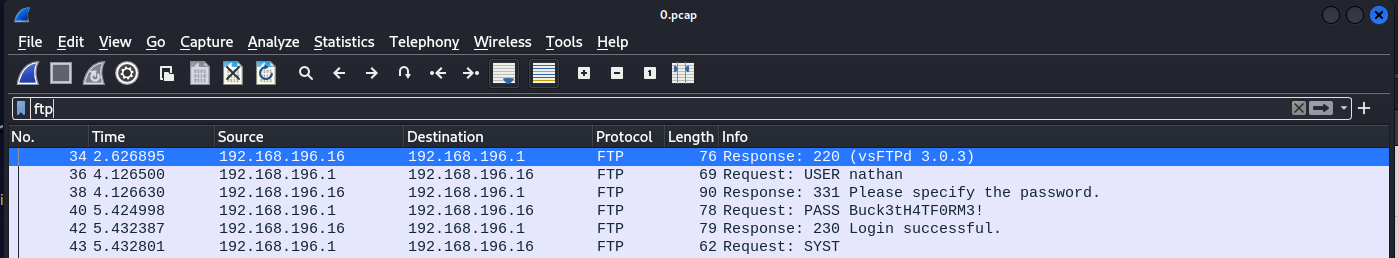 0.pcap
File Edit View Go Capture Analyze Statistics Telephony Wireless Tools Help
ftp
No. Time Source Destination Protocol Length Info
34 2.626895 192.168.196.16 192.168.196.1 FTP 76 Response: 220 (vsFTPd 3.0.3)
36 4.126500 192.168.196.1 192.168.196.16 FTP 69 Request: USER nathan
38 4.126630 192.168.196.16 192.168.196.1 FTP 90 Response: 331 Please specify the password.
40 5.424998 192.168.196.1 192.168.196.16 FTP 78 Request: PASS Buck3tH4TF0RM3!
42 5.432387 192.168.196.16 192.168.196.1 FTP 79 Response: 230 Login successful.
43 5.432801 192.168.196.1 192.168.196.16 FTP 62 Request: SYST